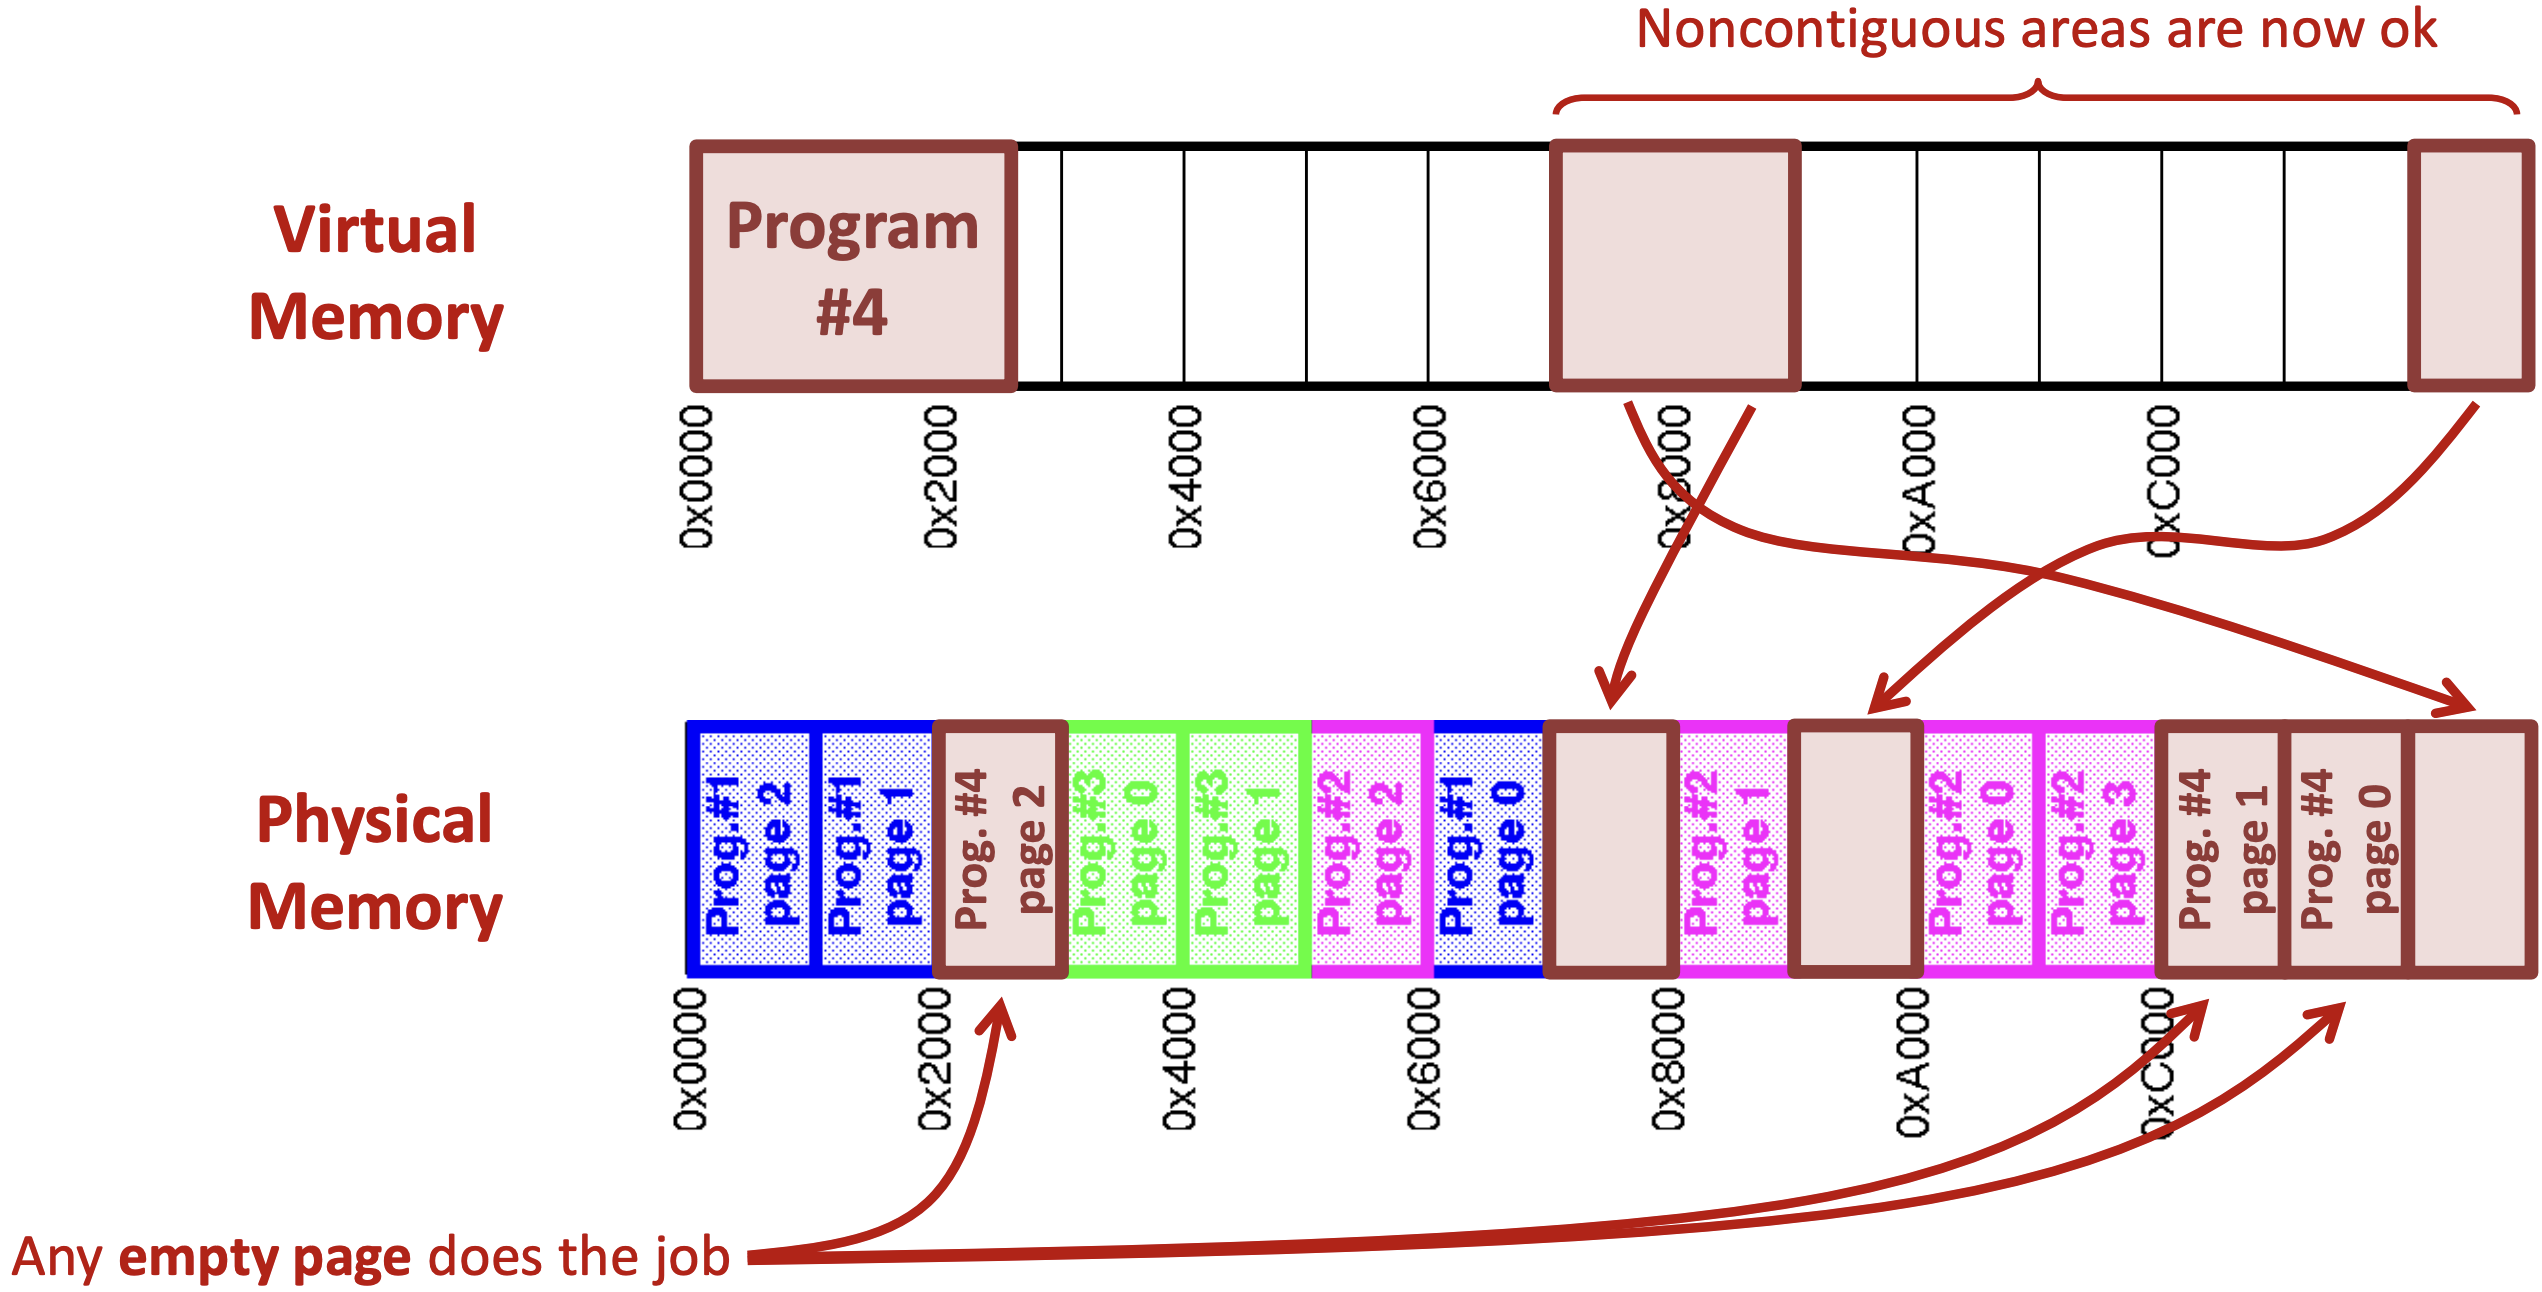 Noncontiguous areas are now ok
Virtual
Memory
Program
#4
0x0000
0x2000
0x4000
0x6000
0x8000
0xA000
0xC000
Physical
Memory
Prog.#1
page 2
Prog.#1
page 1
Prog. #4
page 2
Prog.#3
page 0
Prog.#3
page 1
Prog.#2
page 2
Prog.#1
page 0
Prog.#2
page 1
Prog.#2
page 0
Prog.#2
page 3
Prog. #4
page 1
Prog. #4
page 0
0x0000
0x2000
0x4000
0x6000
0x8000
0xA000
0xC000
Any empty page does the job